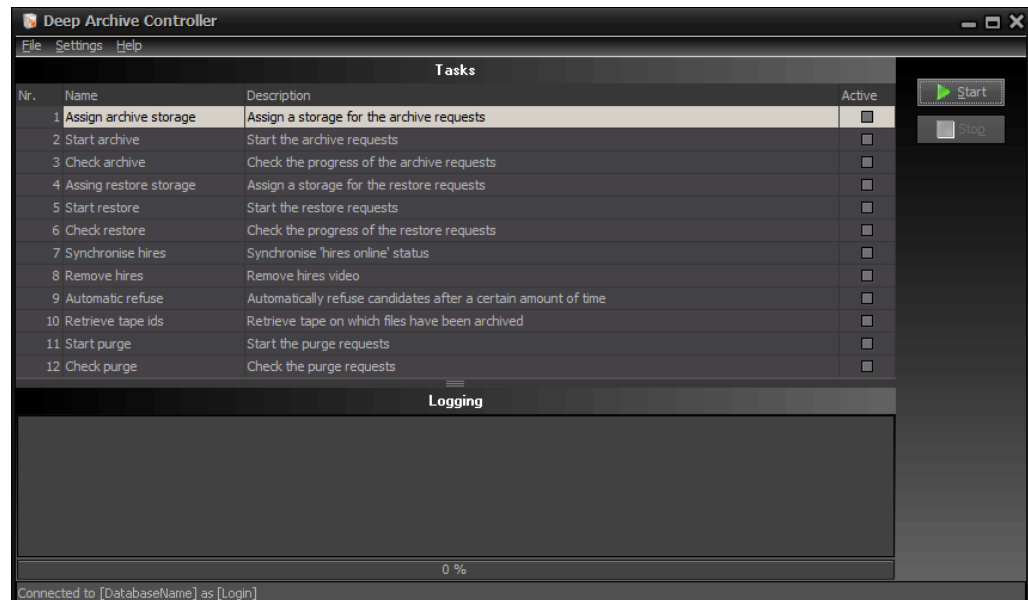 Deep Archive Controller
File Settings Help
Tasks
Nr. Name Description Active
1 Assign archive storage Assign a storage for the archive requests
2 Start archive Start the archive requests
3 Check archive Check the progress of the archive requests
4 Assing restore storage Assign a storage for the restore requests
5 Start restore Start the restore requests
6 Check restore Check the progress of the restore requests
7 Synchronise hires Synchronise 'hires online' status
8 Remove hires Remove hires video
9 Automatic refuse Automatically refuse candidates after a certain amount of time
10 Retrieve tape ids Retrieve tape on which files have been archived
11 Start purge Start the purge requests
12 Check purge Check the purge requests
Start
Stop
Logging
0 %
Connected to [DatabaseName] as [Login]